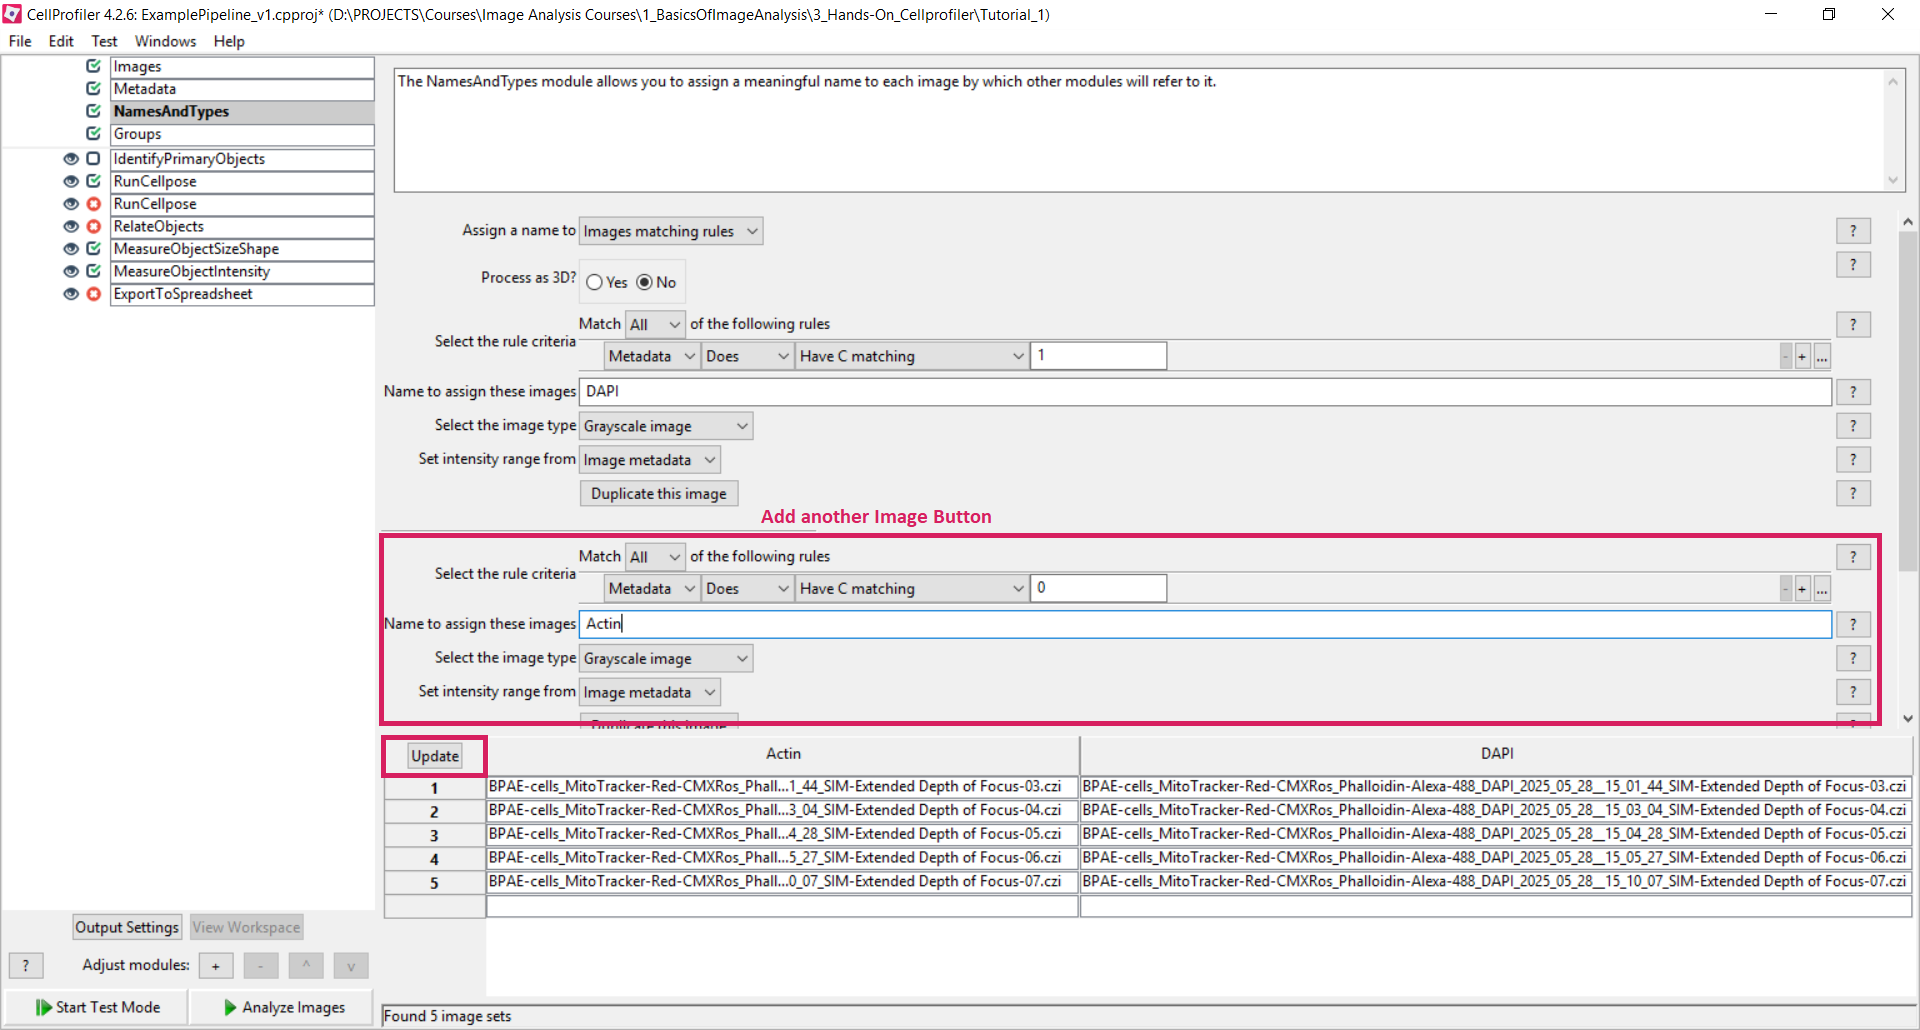 CellProfiler 4.2.6: ExamplePipeline_v1.cpproj* (D:\PROJECTS\Courses\Image Analysis Courses\1_BasicsOfImageAnalysis\3_Hands-On_Cellprofiler\Tutorial_1)
File Edit Test Windows Help
Images
Metadata
NamesAndTypes
Groups
IdentifyPrimaryObjects
RunCellpose
RunCellpose
RelateObjects
MeasureObjectSizeShape
MeasureObjectIntensity
ExportToSpreadsheet
Output Settings View Workspace
? Adjust modules: + - ^ v
Start Test Mode Analyze Images
The NamesAndTypes module allows you to assign a meaningful name to each image by which other modules will refer to it.
Assign a name to Images matching rules ?
Process as 3D? Yes No ?
Match All of the following rules ?
Select the rule criteria
Metadata Does Have C matching 1 - + ...
Name to assign these images DAPI ?
Select the image type Grayscale image ?
Set intensity range from Image metadata ?
Duplicate this image ?
Add another Image Button
Match All of the following rules ?
Select the rule criteria
Metadata Does Have C matching 0 - + ...
Name to assign these images Actin ?
Select the image type Grayscale image ?
Set intensity range from Image metadata ?
Duplicate this image ?
Update Actin DAPI
1 BPAE-cells_MitoTracker-Red-CMXRos_Phall...1_44_SIM-Extended Depth of Focus-03.czi BPAE-cells_MitoTracker-Red-CMXRos_Phalloidin-Alexa-488_DAPI_2025_05_28__15_01_44_SIM-Extended Depth of Focus-03.czi
2 BPAE-cells_MitoTracker-Red-CMXRos_Phall...3_04_SIM-Extended Depth of Focus-04.czi BPAE-cells_MitoTracker-Red-CMXRos_Phalloidin-Alexa-488_DAPI_2025_05_28__15_03_04_SIM-Extended Depth of Focus-04.czi
3 BPAE-cells_MitoTracker-Red-CMXRos_Phall...4_28_SIM-Extended Depth of Focus-05.czi BPAE-cells_MitoTracker-Red-CMXRos_Phalloidin-Alexa-488_DAPI_2025_05_28__15_04_28_SIM-Extended Depth of Focus-05.czi
4 BPAE-cells_MitoTracker-Red-CMXRos_Phall...5_27_SIM-Extended Depth of Focus-06.czi BPAE-cells_MitoTracker-Red-CMXRos_Phalloidin-Alexa-488_DAPI_2025_05_28__15_05_27_SIM-Extended Depth of Focus-06.czi
5 BPAE-cells_MitoTracker-Red-CMXRos_Phall...0_07_SIM-Extended Depth of Focus-07.czi BPAE-cells_MitoTracker-Red-CMXRos_Phalloidin-Alexa-488_DAPI_2025_05_28__15_10_07_SIM-Extended Depth of Focus-07.czi
Found 5 image sets